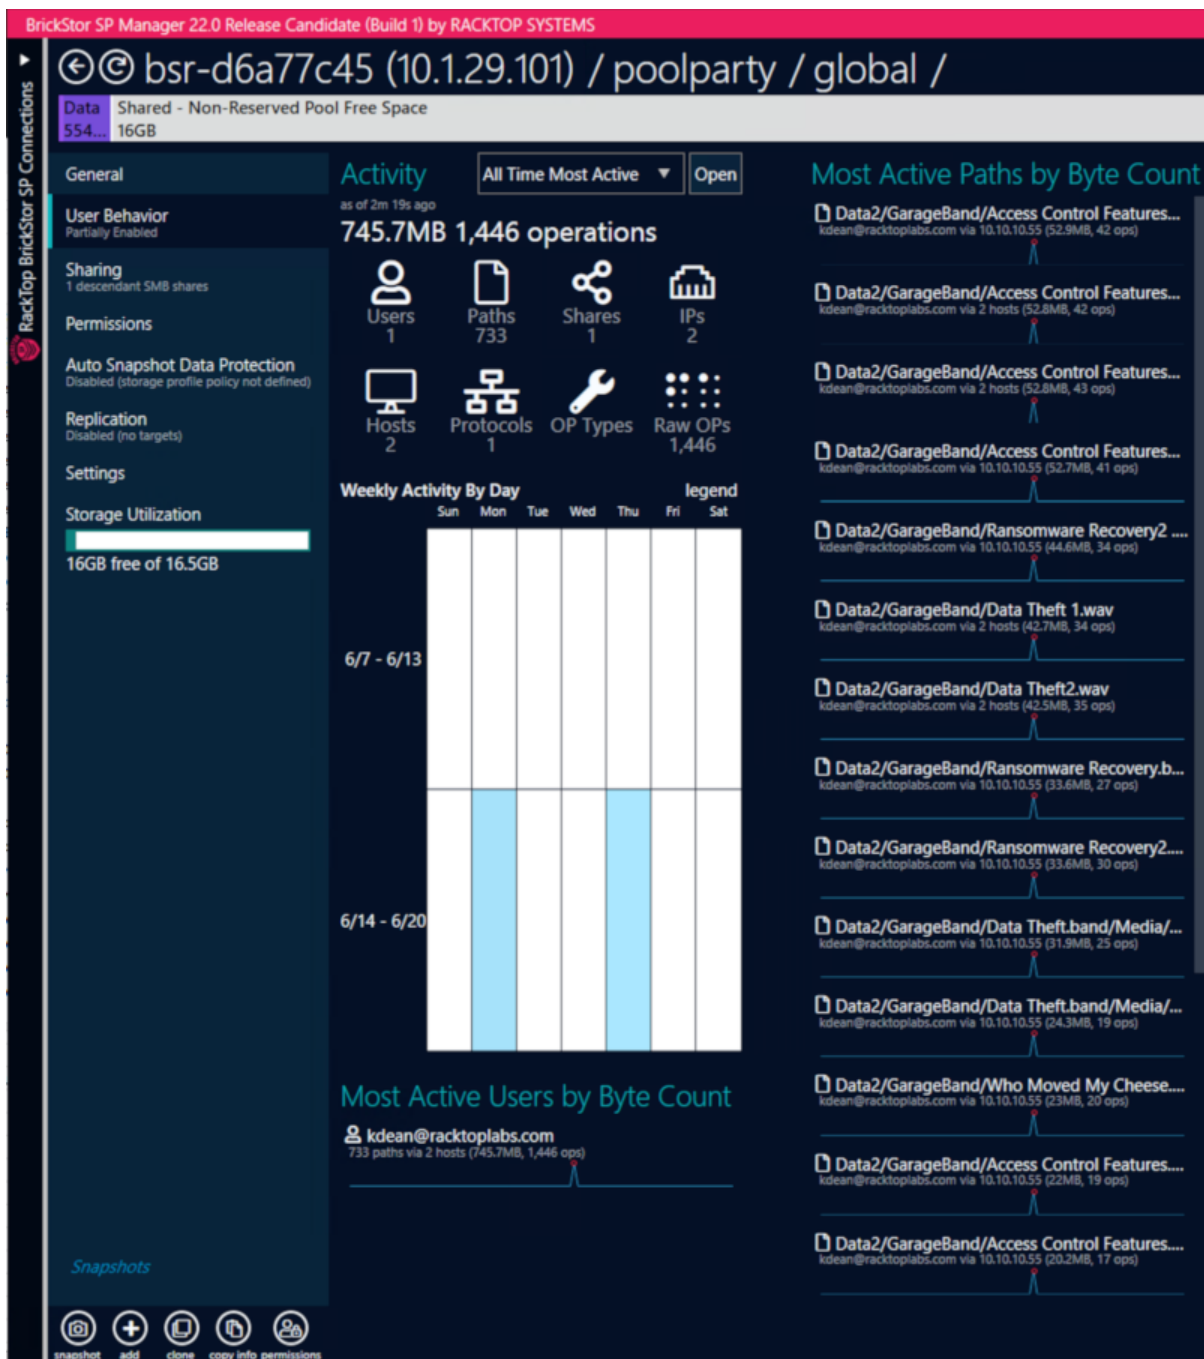 BrickStor SP Manager 22.0 Release Candidate (Build 1) by RACKTOP SYSTEMS
RackTop BrickStor SP Connections
bsr-d6a77c45 (10.1.29.101) / poolparty / global /
Data
554...
Shared - Non-Reserved Pool Free Space
16GB
General
User Behavior
Partially Enabled
Sharing
1 descendant SMB shares
Permissions
Auto Snapshot Data Protection
Disabled (storage profile policy not defined)
Replication
Disabled (no targets)
Settings
Storage Utilization
16GB free of 16.5GB
Snapshots
snapshot add clone copy info permissions
Activity
All Time Most Active
Open
as of 2m 19s ago
745.7MB 1,446 operations
Users Paths Shares IPs
1 733 1 2
Hosts Protocols OP Types Raw OPs
2 1 1,446
Weekly Activity By Day legend
Sun Mon Tue Wed Thu Fri Sat
6/7 - 6/13
6/14 - 6/20
Most Active Users by Byte Count
kdean@racktoplabs.com
733 paths via 2 hosts (745.7MB, 1,446 ops)
Most Active Paths by Byte Count
Data2/GarageBand/Access Control Features...
kdean@racktoplabs.com via 10.10.10.55 (52.9MB, 42 ops)
Data2/GarageBand/Access Control Features...
kdean@racktoplabs.com via 2 hosts (52.8MB, 42 ops)
Data2/GarageBand/Access Control Features...
kdean@racktoplabs.com via 2 hosts (52.8MB, 43 ops)
Data2/GarageBand/Access Control Features...
kdean@racktoplabs.com via 10.10.10.55 (52.7MB, 41 ops)
Data2/GarageBand/Ransomware Recovery2 ....
kdean@racktoplabs.com via 10.10.10.55 (44.6MB, 34 ops)
Data2/GarageBand/Data Theft 1.wav
kdean@racktoplabs.com via 2 hosts (42.7MB, 34 ops)
Data2/GarageBand/Data Theft2.wav
kdean@racktoplabs.com via 2 hosts (42.5MB, 35 ops)
Data2/GarageBand/Ransomware Recovery.b...
kdean@racktoplabs.com via 10.10.10.55 (33.6MB, 27 ops)
Data2/GarageBand/Ransomware Recovery2....
kdean@racktoplabs.com via 10.10.10.55 (33.6MB, 30 ops)
Data2/GarageBand/Data Theft.band/Media/...
kdean@racktoplabs.com via 10.10.10.55 (31.9MB, 25 ops)
Data2/GarageBand/Data Theft.band/Media/...
kdean@racktoplabs.com via 10.10.10.55 (24.3MB, 19 ops)
Data2/GarageBand/Who Moved My Cheese....
kdean@racktoplabs.com via 10.10.10.55 (23MB, 20 ops)
Data2/GarageBand/Access Control Features....
kdean@racktoplabs.com via 10.10.10.55 (22MB, 19 ops)
Data2/GarageBand/Access Control Features....
kdean@racktoplabs.com via 10.10.10.55 (20.2MB, 17 ops)